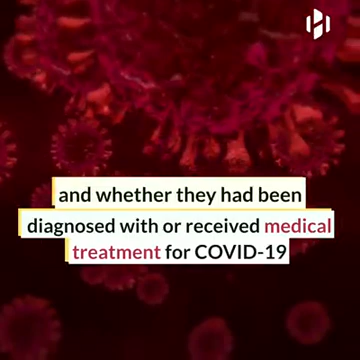 and whether they had been
diagnosed with or received medical
treatment for COVID-19